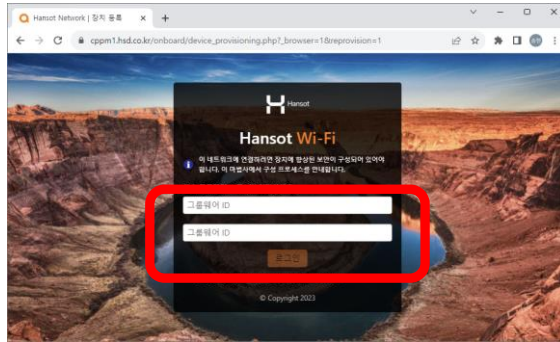 Hansot Network | 장치 등록
cppm1.hsd.co.kr/onboard/device_provisioning.php?_browser=1&reprovision=1
Hansot
Hansot Wi-Fi
이 네트워크에 연결하려면 장치에 향상된 보안이 구성되어 있어야
합니다. 이 마법사에서 구성 프로세스를 안내합니다.
그룹웨어 ID
그룹웨어 ID
로그인
© Copyright 2023